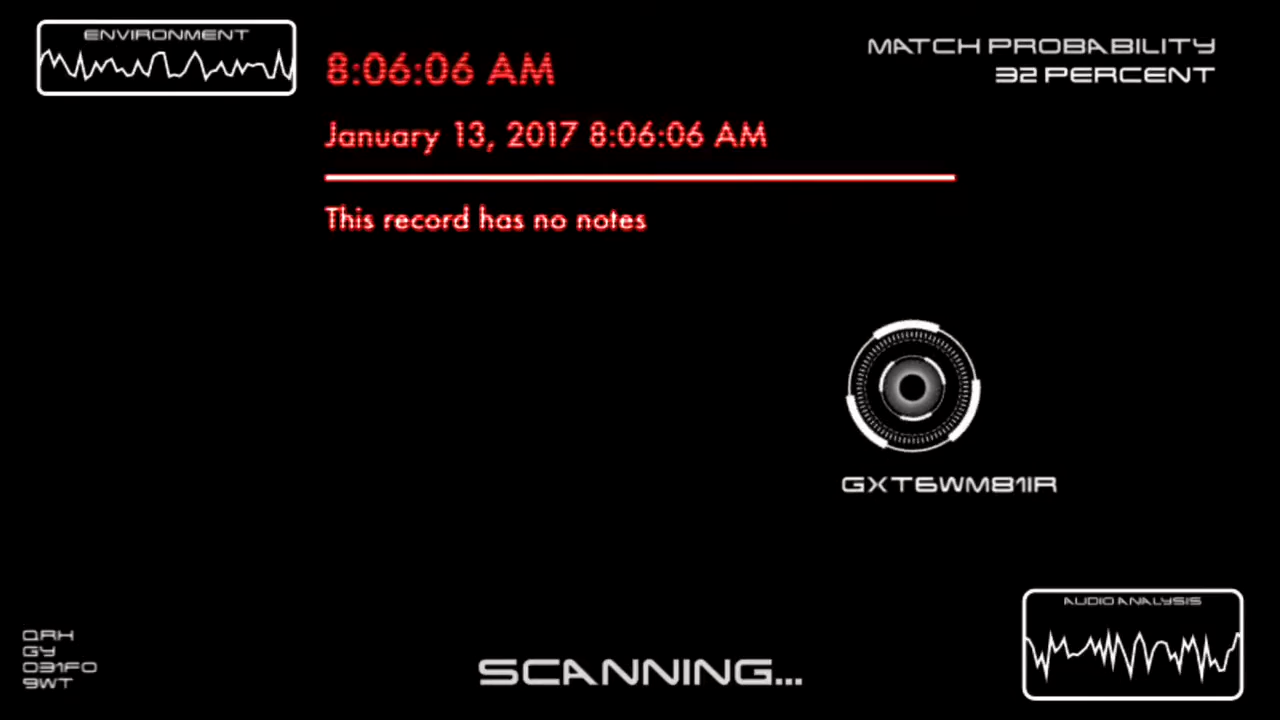 ENVIRONMENT
8:06:06 AM
MATCH PROBABILITY
32 PERCENT
January 13, 2017 8:06:06 AM
This record has no notes
GXT6WM81IR
AUDIO ANALYSIS
QRH
GY
031F0
9WT
SCANNING...